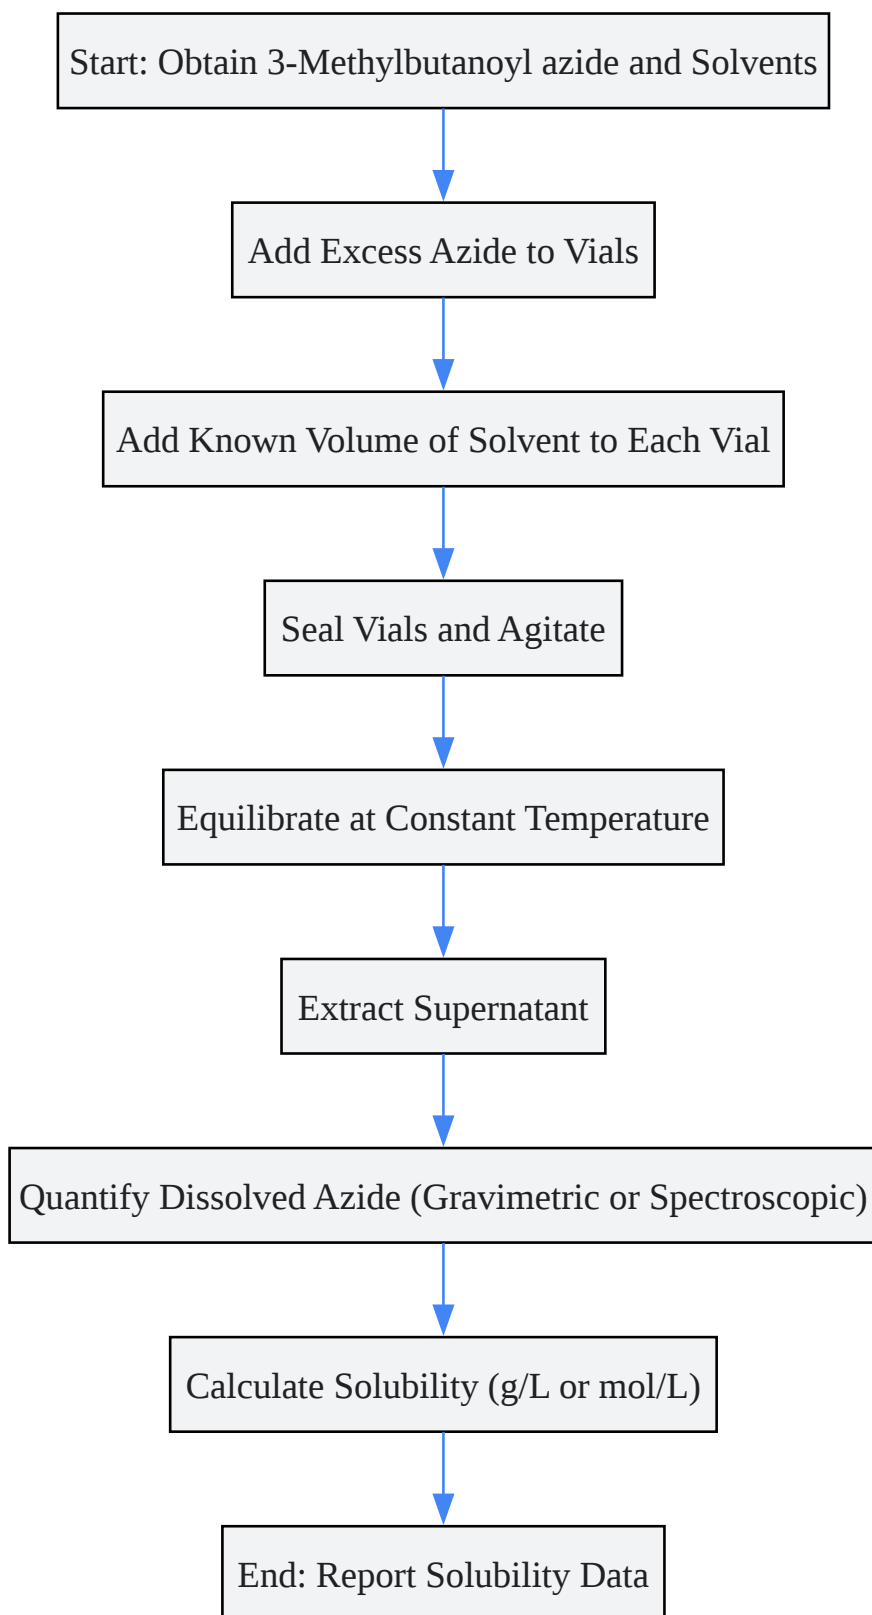 Start: Obtain 3-Methylbutanoyl azide and Solvents
Add Excess Azide to Vials
Add Known Volume of Solvent to Each Vial
Seal Vials and Agitate
Equilibrate at Constant Temperature
Extract Supernatant
Quantify Dissolved Azide (Gravimetric or Spectroscopic)
Calculate Solubility (g/L or mol/L)
End: Report Solubility Data